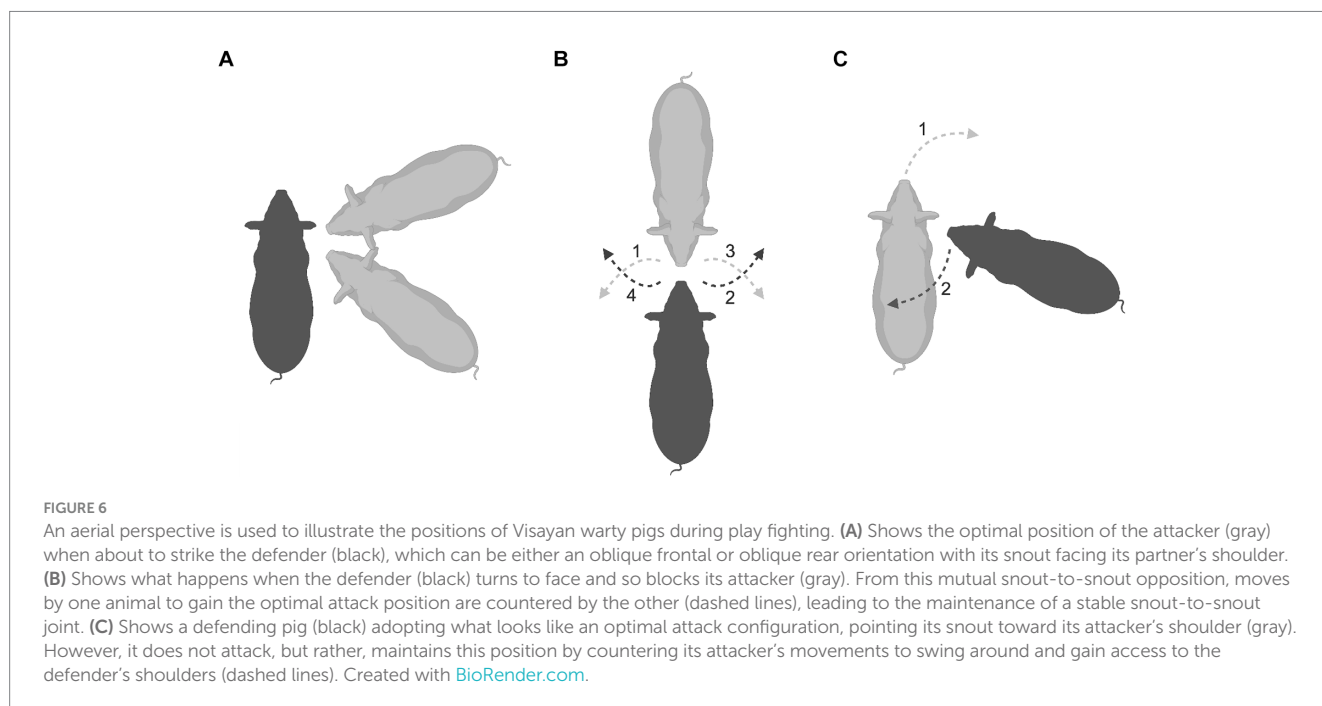 A
B
C
1
1
3
4
2
2
FIGURE 6
An aerial perspective is used to illustrate the positions of Visayan warty pigs during play fighting. (A) Shows the optimal position of the attacker (gray)
when about to strike the defender (black), which can be either an oblique frontal or oblique rear orientation with its snout facing its partner’s shoulder.
(B) Shows what happens when the defender (black) turns to face and so blocks its attacker (gray). From this mutual snout-to-snout opposition, moves
by one animal to gain the optimal attack position are countered by the other (dashed lines), leading to the maintenance of a stable snout-to-snout
joint. (C) Shows a defending pig (black) adopting what looks like an optimal attack configuration, pointing its snout toward its attacker’s shoulder (gray).
However, it does not attack, but rather, maintains this position by countering its attacker’s movements to swing around and gain access to the
defender’s shoulders (dashed lines). Created with BioRender.com.